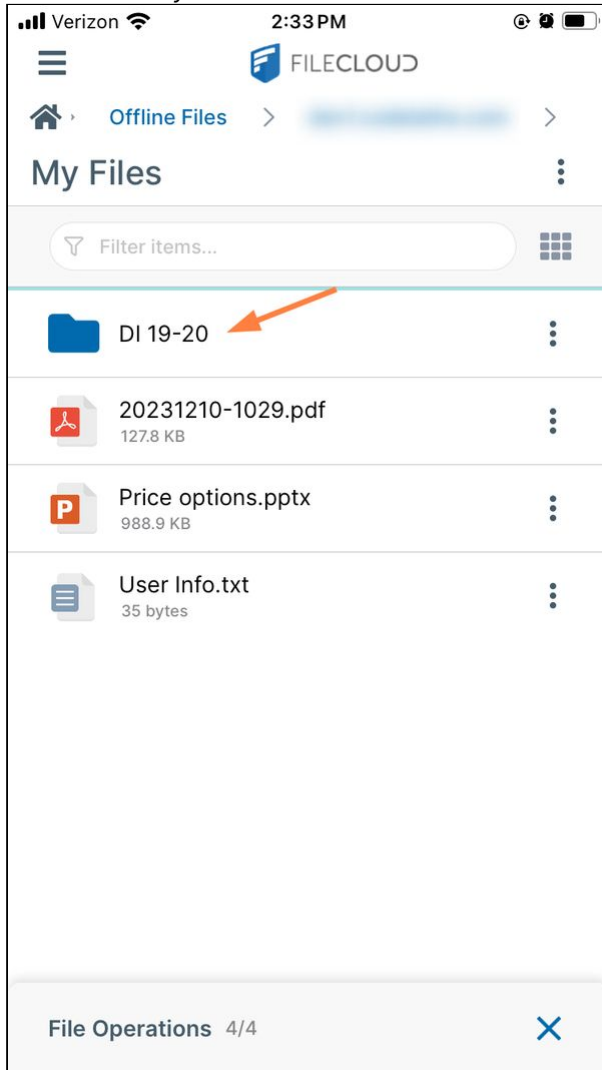 Verizon 2:33 PM
FILECLOUD
Offline Files
My Files
Filter items...
DI 19-20
20231210-1029.pdf
127.8 KB
Price options.pptx
988.9 KB
User Info.txt
35 bytes
File Operations 4/4